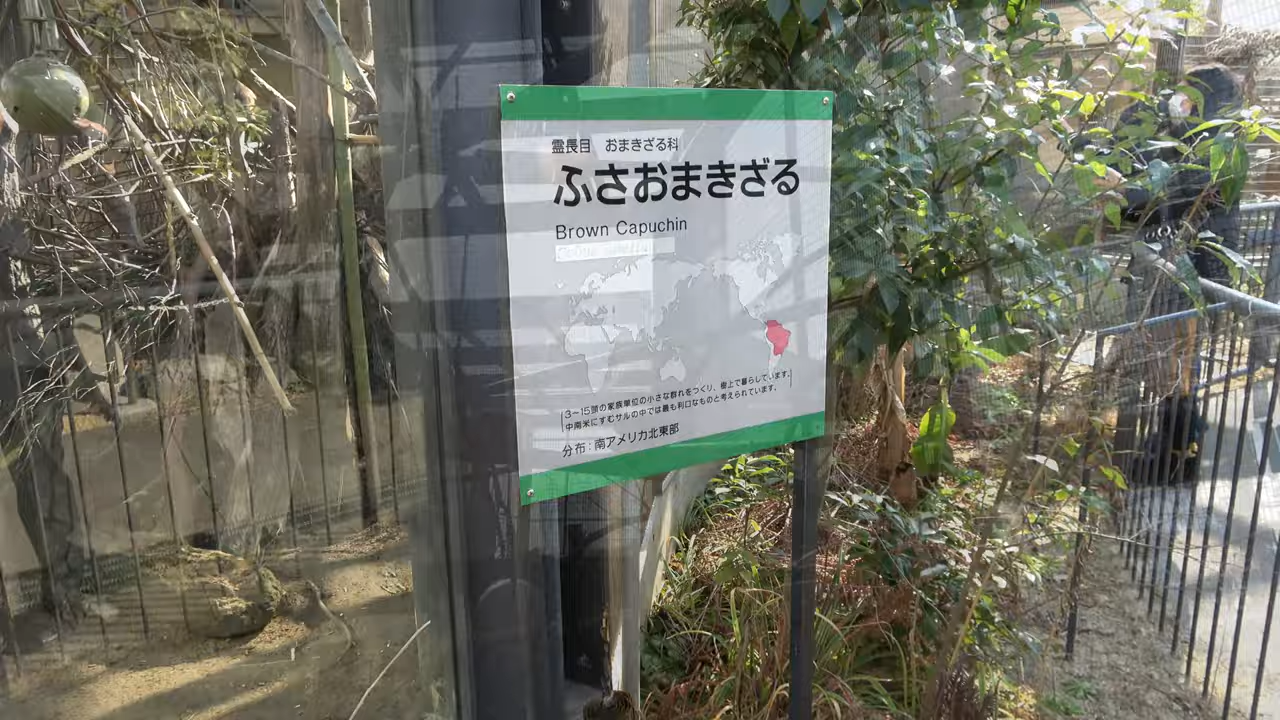 霊長目 おまきざる科
ふさおまきざる
Brown Capuchin
3〜15頭の家族単位の小さな群れをつくり、樹上で暮らしています。
中南米にすむサルの中では最も利口なものと考えられています。
分布:南アメリカ北東部